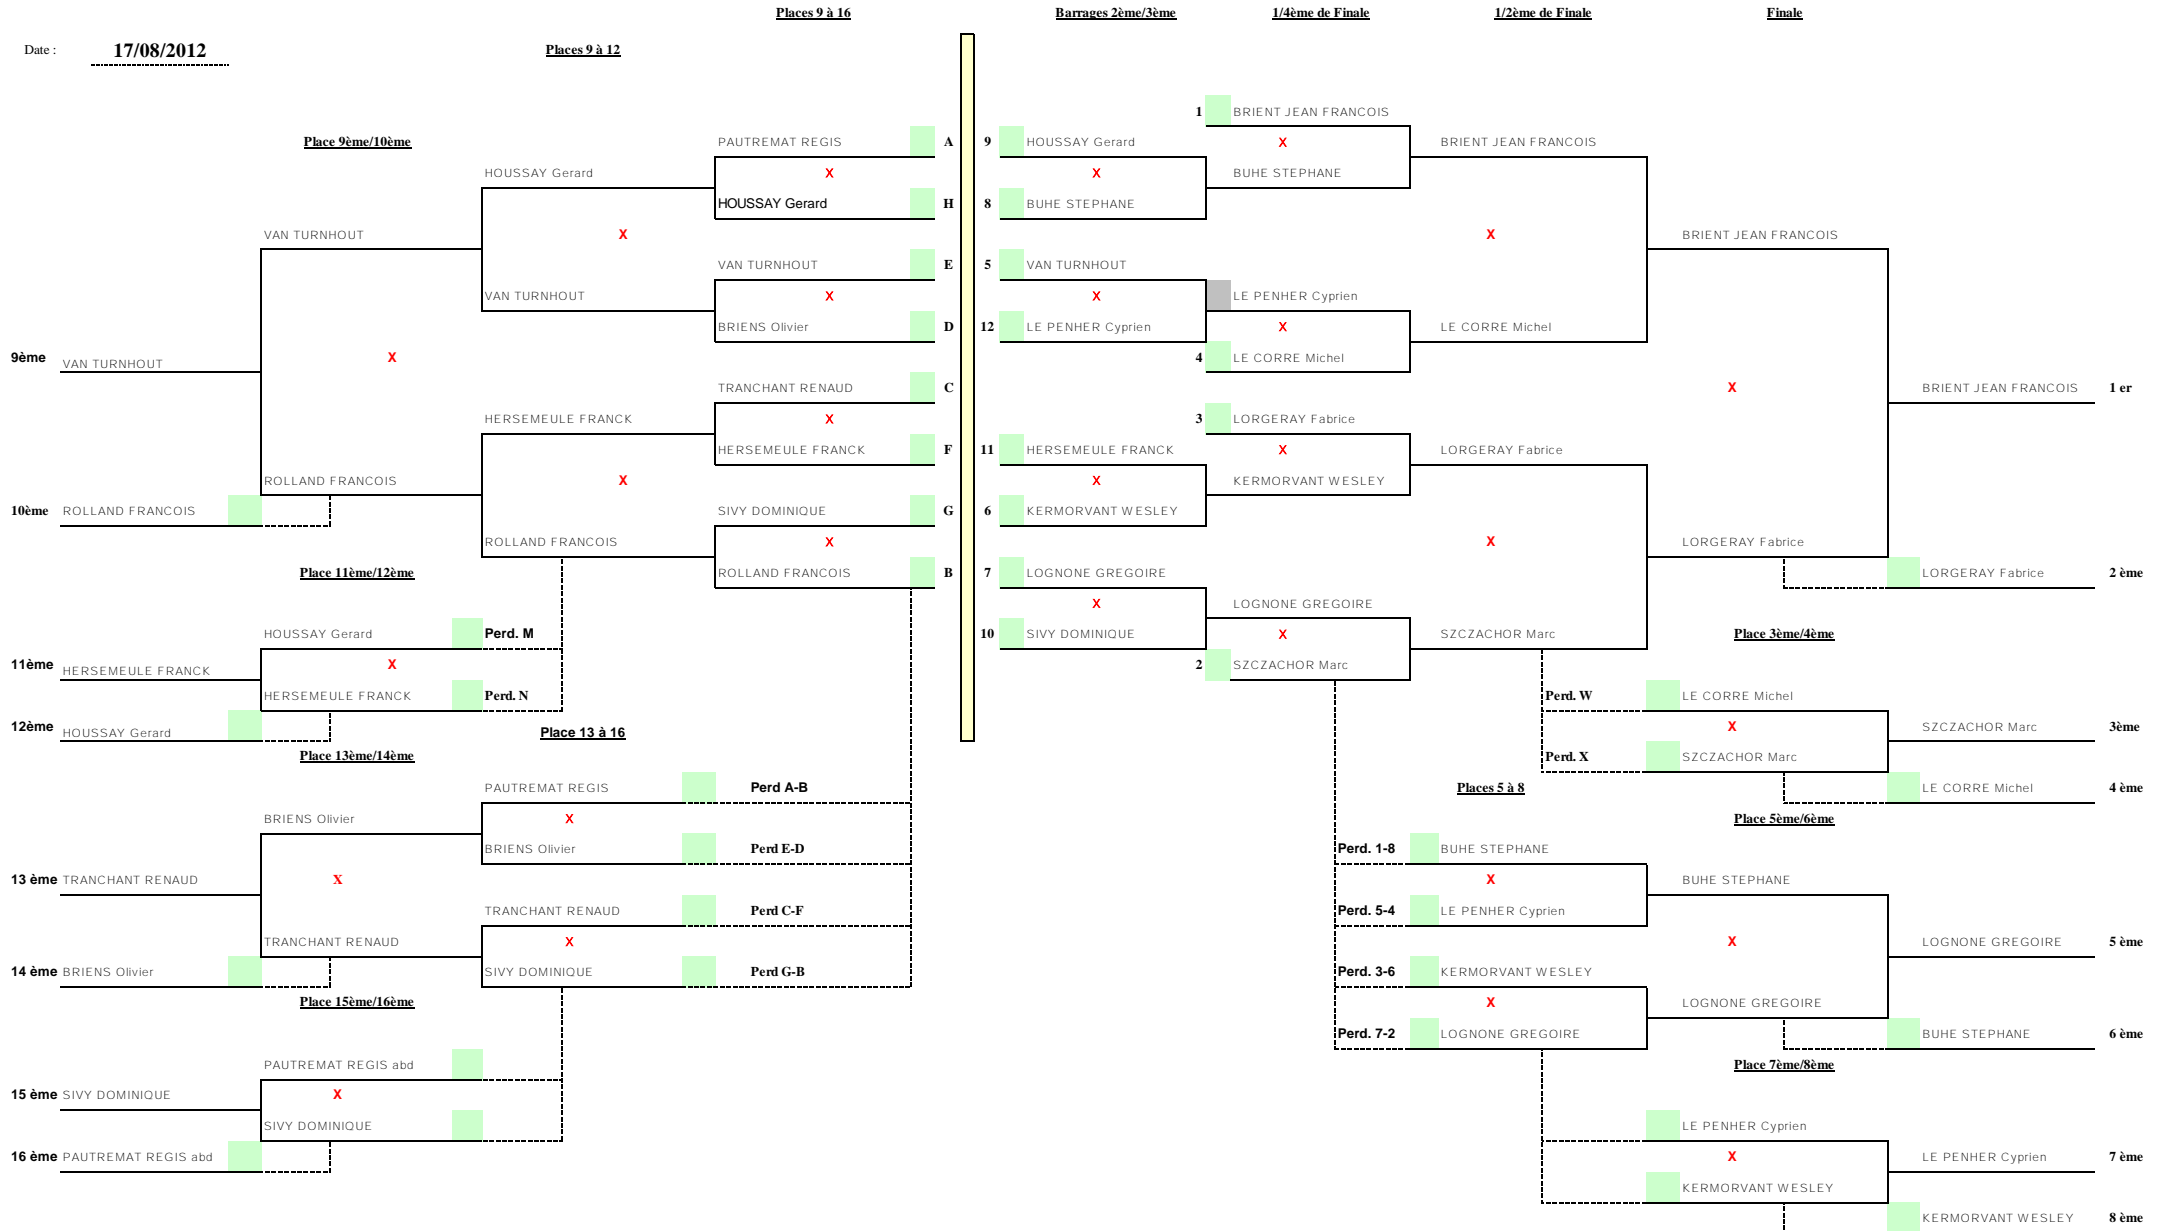 Places 9 à 16 Barrages 2ème/3ème 1/4ème de Finale 1/2ème de Finale Finale
Date : 17/08/2012 Places 9 à 12
1 BRIENT JEAN FRANCOIS
Place 9ème/10ème PAUTREMAT REGIS A 9 HOUSSAY Gerard X BRIENT JEAN FRANCOIS
HOUSSAY Gerard X X BUHE STEPHANE
HOUSSAY Gerard H 8 BUHE STEPHANE
VAN TURNHOUT X X BRIENT JEAN FRANCOIS
VAN TURNHOUT E 5 VAN TURNHOUT
VAN TURNHOUT X X LE PENHER Cyprien
BRIENS Olivier D 12 LE PENHER Cyprien X LE CORRE Michel
9ème VAN TURNHOUT X 4 LE CORRE Michel
TRANCHANT RENAUD C X BRIENT JEAN FRANCOIS 1 er
HERSEMEULE FRANCK X 3 LORGERAY Fabrice
HERSEMEULE FRANCK F 11 HERSEMEULE FRANCK X LORGERAY Fabrice
ROLLAND FRANCOIS X X KERMORVANT WESLEY
10ème ROLLAND FRANCOIS SIVY DOMINIQUE G 6 KERMORVANT WESLEY
ROLLAND FRANCOIS X X LORGERAY Fabrice
Place 11ème/12ème ROLLAND FRANCOIS B 7 LOGNONE GREGOIRE LORGERAY Fabrice 2 ème
X LOGNONE GREGOIRE
HOUSSAY Gerard Perd. M 10 SIVY DOMINIQUE X SZCZACHOR Marc Place 3ème/4ème
11ème HERSEMEULE FRANCK X 2 SZCZACHOR Marc
HERSEMEULE FRANCK Perd. N Perd. W LE CORRE Michel
12ème HOUSSAY Gerard Place 13 à 16 X SZCZACHOR Marc 3ème
Place 13ème/14ème Perd. X SZCZACHOR Marc
PAUTREMAT REGIS Perd A-B Places 5 à 8 LE CORRE Michel 4 ème
BRIENS Olivier X Place 5ème/6ème
BRIENS Olivier Perd E-D Perd. 1-8 BUHE STEPHANE
13 ème TRANCHANT RENAUD X X BUHE STEPHANE
TRANCHANT RENAUD Perd C-F Perd. 5-4 LE PENHER Cyprien
TRANCHANT RENAUD X X LOGNONE GREGOIRE 5 ème
14 ème BRIENS Olivier SIVY DOMINIQUE Perd G-B Perd. 3-6 KERMORVANT WESLEY
Place 15ème/16ème X LOGNONE GREGOIRE
Perd. 7-2 LOGNONE GREGOIRE BUHE STEPHANE 6 ème
PAUTREMAT REGIS abd Place 7ème/8ème
15 ème SIVY DOMINIQUE X
SIVY DOMINIQUE LE PENHER Cyprien
16 ème PAUTREMAT REGIS abd X LE PENHER Cyprien 7 ème
KERMORVANT WESLEY
KERMORVANT WESLEY 8 ème